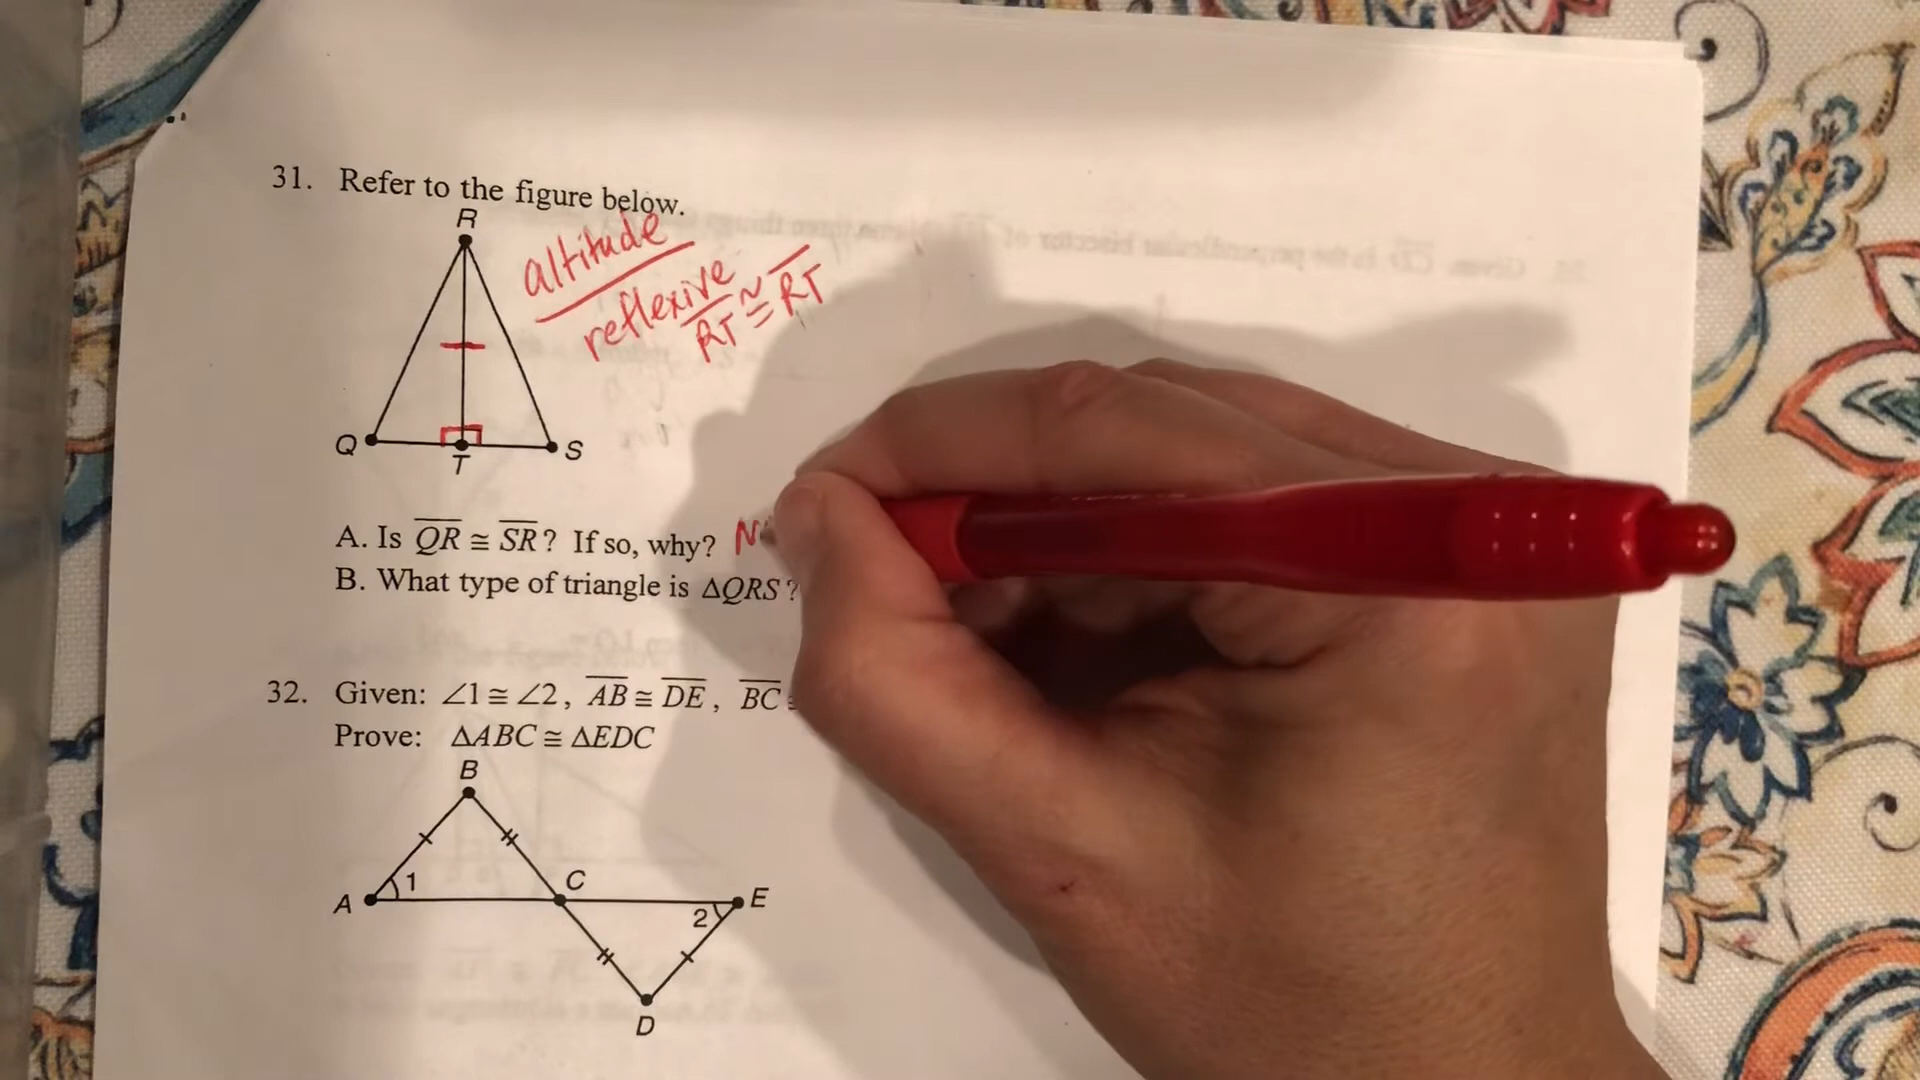 31. Refer to the figure below.
R
altitude
reflexive
RT ≅ RT
Q
T
S
A. Is QR ≅ SR? If so, why? N
B. What type of triangle is ΔQRS?
32. Given: ∠1 ≅ ∠2, AB ≅ DE, BC
Prove: ΔABC ≅ ΔEDC
B
A
1
C
2
E
D